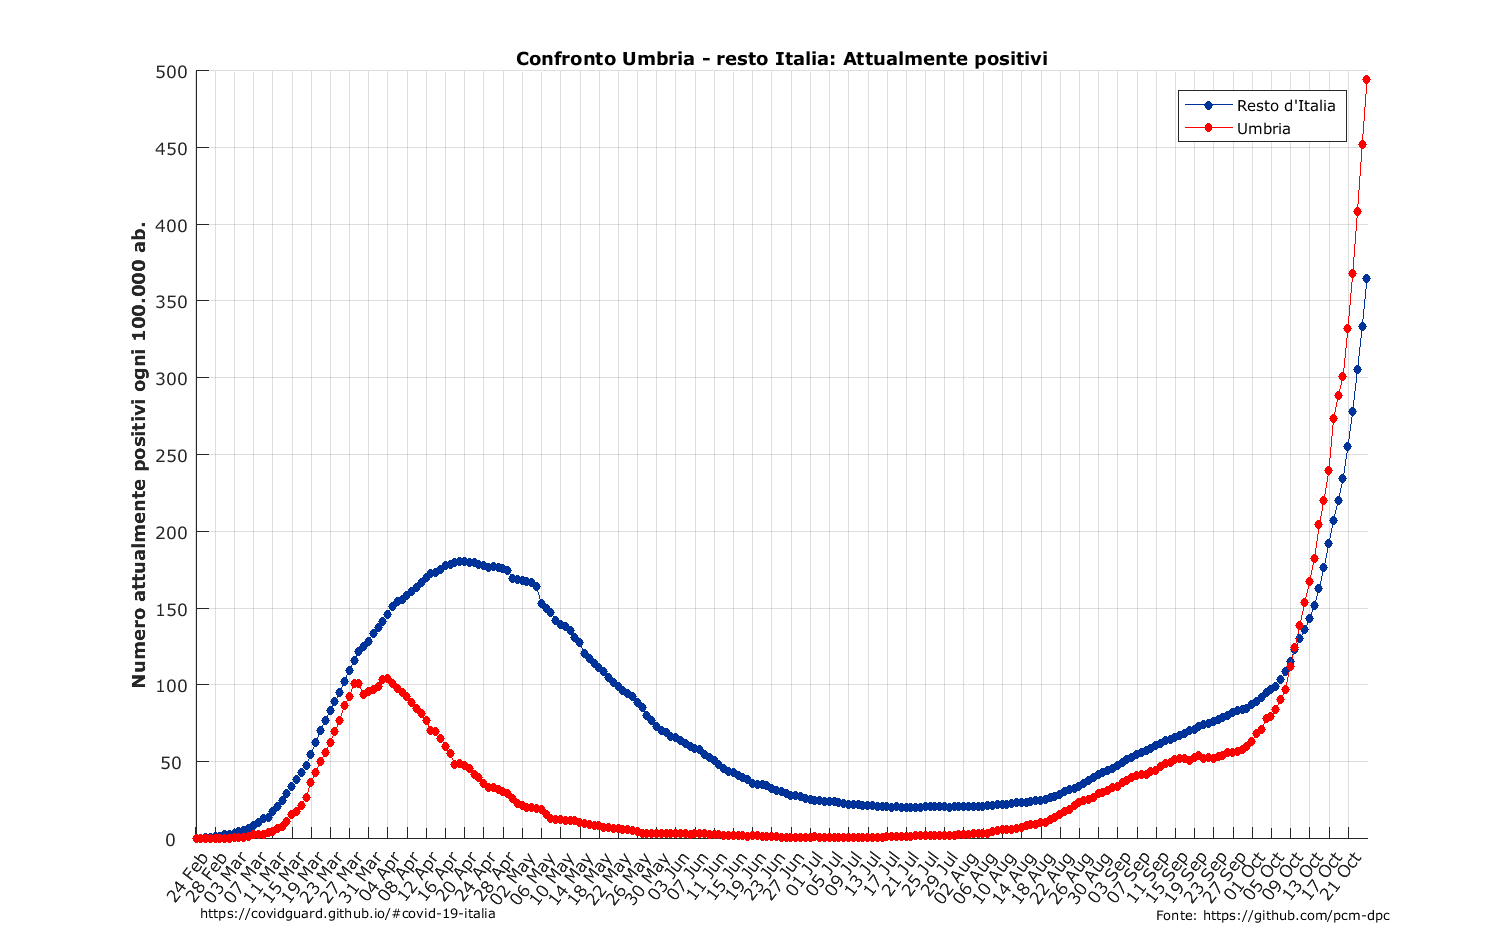 Confronto Umbria - resto Italia: Attualmente positivi
Numero attualmente positivi ogni 100.000 ab.
500
450
400
350
300
250
200
150
100
50
0
Resto d'Italia
Umbria
24 Feb
28 Feb
03 Mar
07 Mar
11 Mar
15 Mar
19 Mar
23 Mar
27 Mar
31 Mar
04 Apr
08 Apr
12 Apr
16 Apr
20 Apr
24 Apr
28 Apr
02 May
06 May
10 May
14 May
18 May
22 May
26 May
30 May
03 Jun
07 Jun
11 Jun
15 Jun
19 Jun
23 Jun
27 Jun
01 Jul
05 Jul
09 Jul
13 Jul
17 Jul
21 Jul
25 Jul
29 Jul
02 Aug
06 Aug
10 Aug
14 Aug
18 Aug
22 Aug
26 Aug
30 Aug
03 Sep
07 Sep
11 Sep
15 Sep
19 Sep
23 Sep
27 Sep
01 Oct
05 Oct
09 Oct
13 Oct
17 Oct
21 Oct
https://covidguard.github.io/#covid-19-italia
Fonte: https://github.com/pcm-dpc